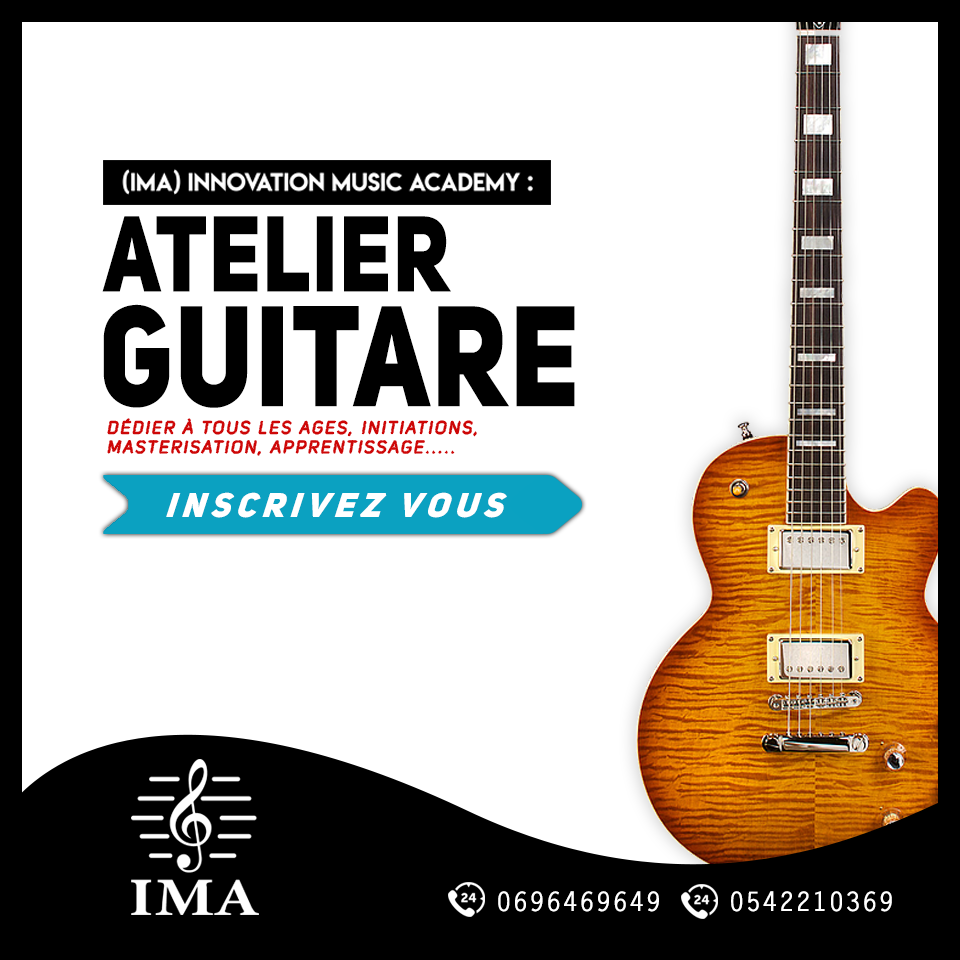 (IMA) INNOVATION MUSIC ACADEMY :
ATELIER
GUITARE
DÉDIER À TOUS LES AGES, INITIATIONS,
MASTERISATION, APPRENTISSAGE.....
INSCRIVEZ VOUS
IMA
24 0696469649 24 0542210369